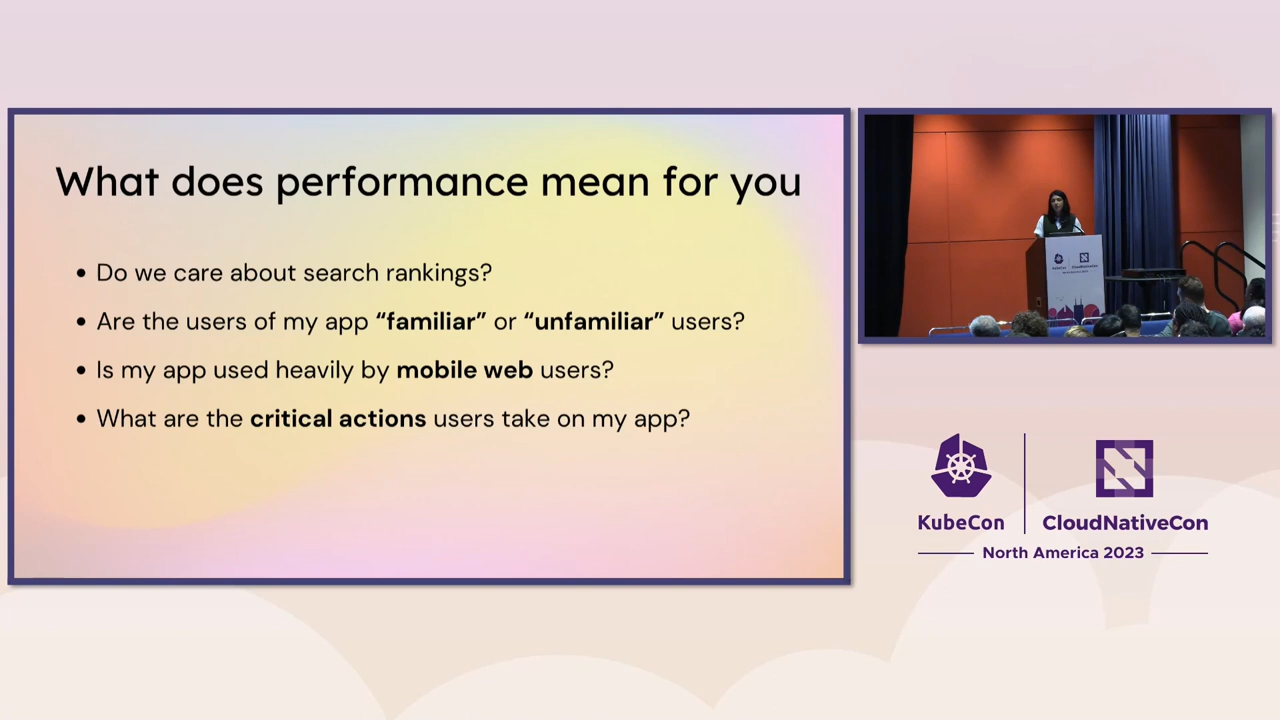 What does performance mean for you
• Do we care about search rankings?
• Are the users of my app “familiar” or “unfamiliar” users?
• Is my app used heavily by mobile web users?
• What are the critical actions users take on my app?
KubeCon
CloudNativeCon
North America 2023